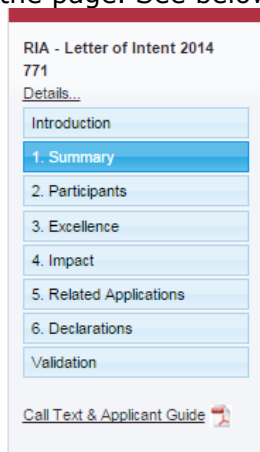 the page. See below
RIA - Letter of Intent 2014
771
Details...
Introduction
1. Summary
2. Participants
3. Excellence
4. Impact
5. Related Applications
6. Declarations
Validation
Call Text & Applicant Guide